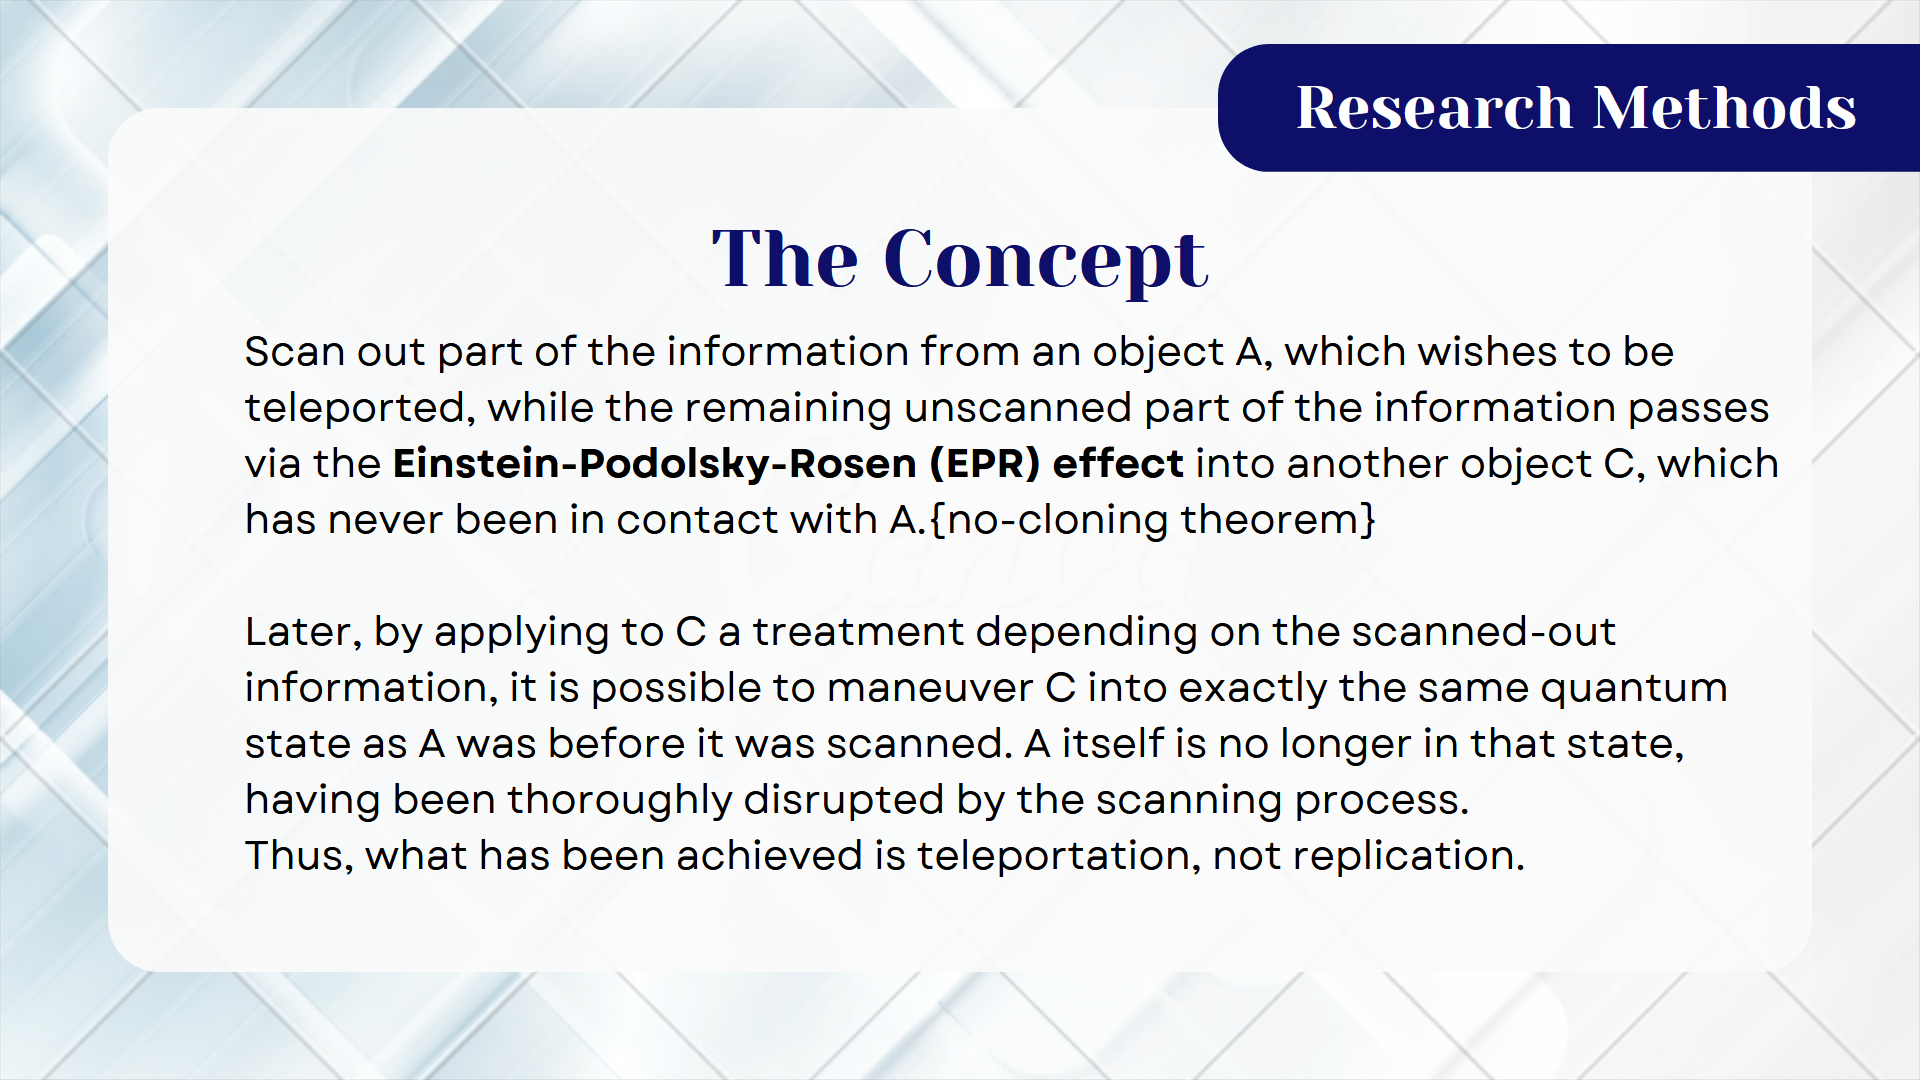 Research Methods
The Concept
Scan out part of the information from an object A, which wishes to be
teleported, while the remaining unscanned part of the information passes
via the Einstein-Podolsky-Rosen (EPR) effect into another object C, which
has never been in contact with A.{no-cloning theorem}
Later, by applying to C a treatment depending on the scanned-out
information, it is possible to maneuver C into exactly the same quantum
state as A was before it was scanned. A itself is no longer in that state,
having been thoroughly disrupted by the scanning process.
Thus, what has been achieved is teleportation, not replication.